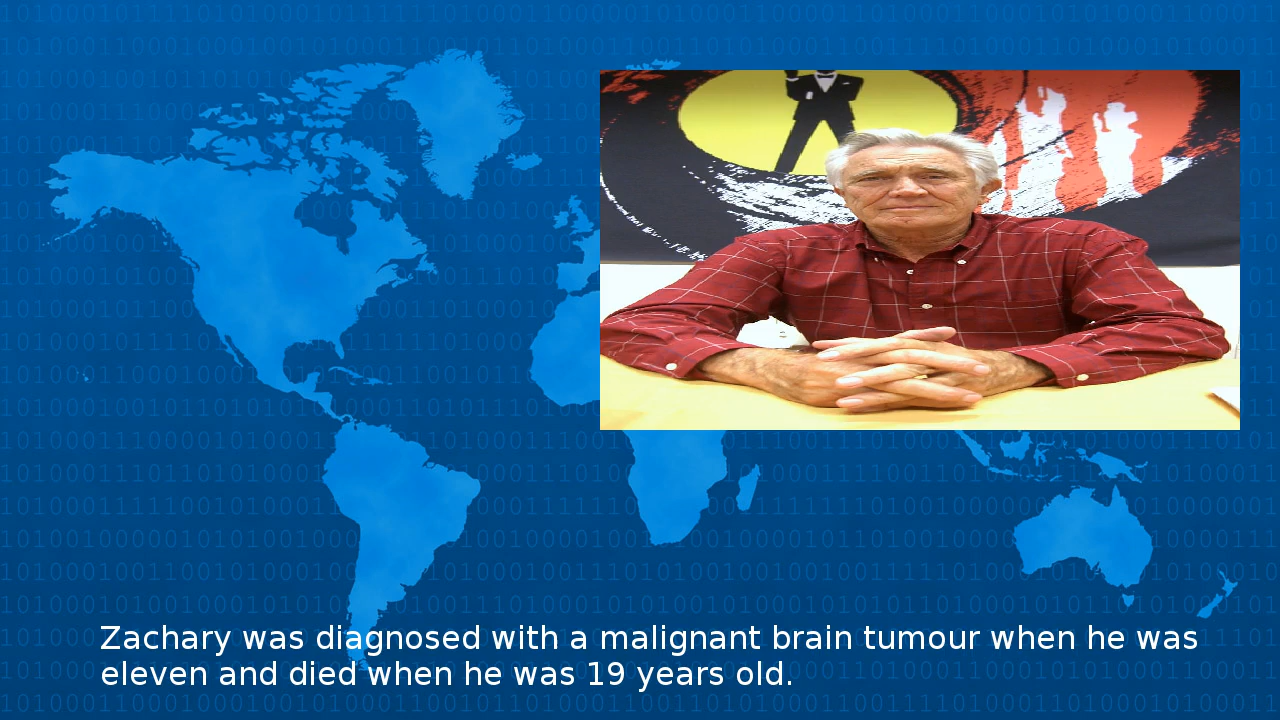 Zachary was diagnosed with a malignant brain tumour when he was
eleven and died when he was 19 years old.